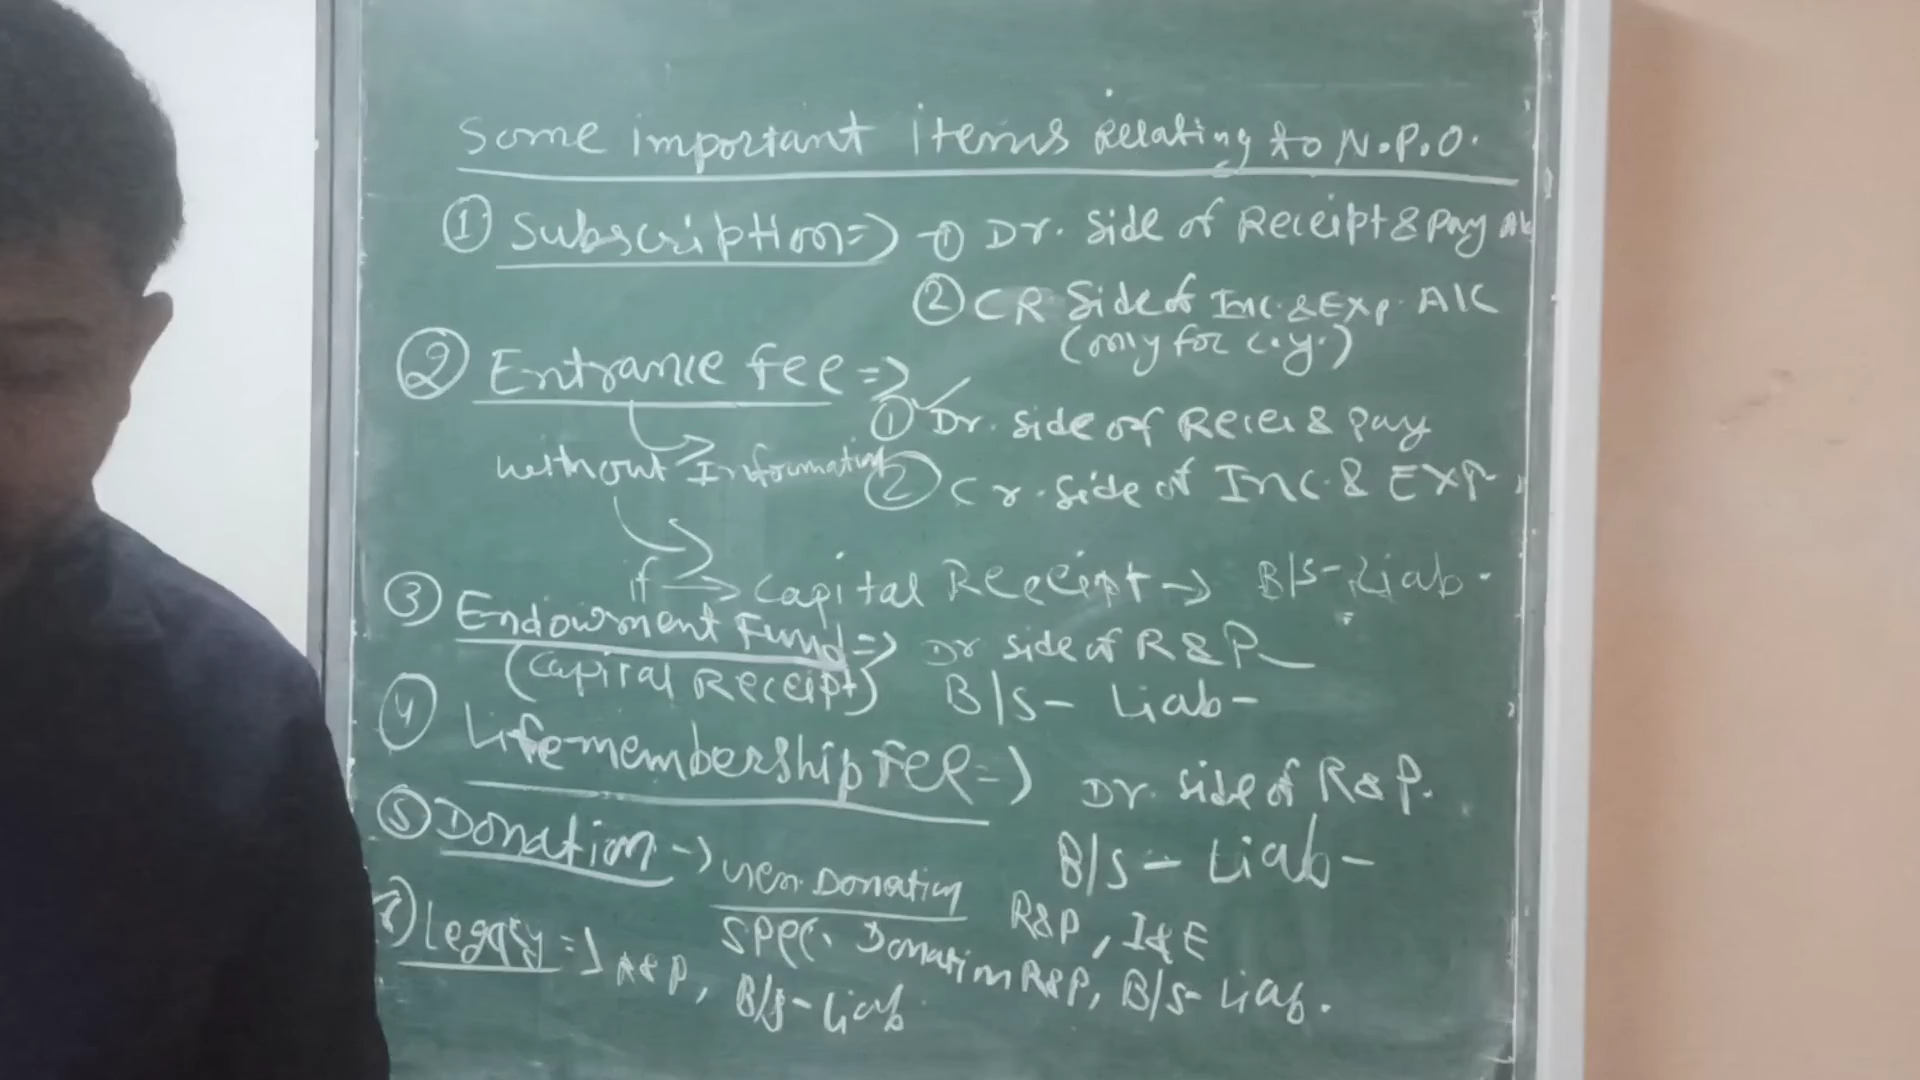 Some important items Relating to N.P.O.
① Subscription => ① Dr. Side of Receipt & Pay A/c
② CR Side of Inc. & Exp. A/C
(only for c.y.)
② Entrance fee =>
① Dr. side of Recei & pay
without Information
② Cr. side of Inc. & EXP
if => Capital Receipt -> B/S - Liab.
③ Endowment Fund => Dr side of R & P
(Capital Receipt) B/S - Liab -
④ Life membership Fee => Dr. side of R & P.
B/S - Liab -
⑤ Donation -> Gen. Donation R&P, I&E
Spec. Donation R&P, B/S - Liab.
⑥ Legacy => R&P, B/S - Liab